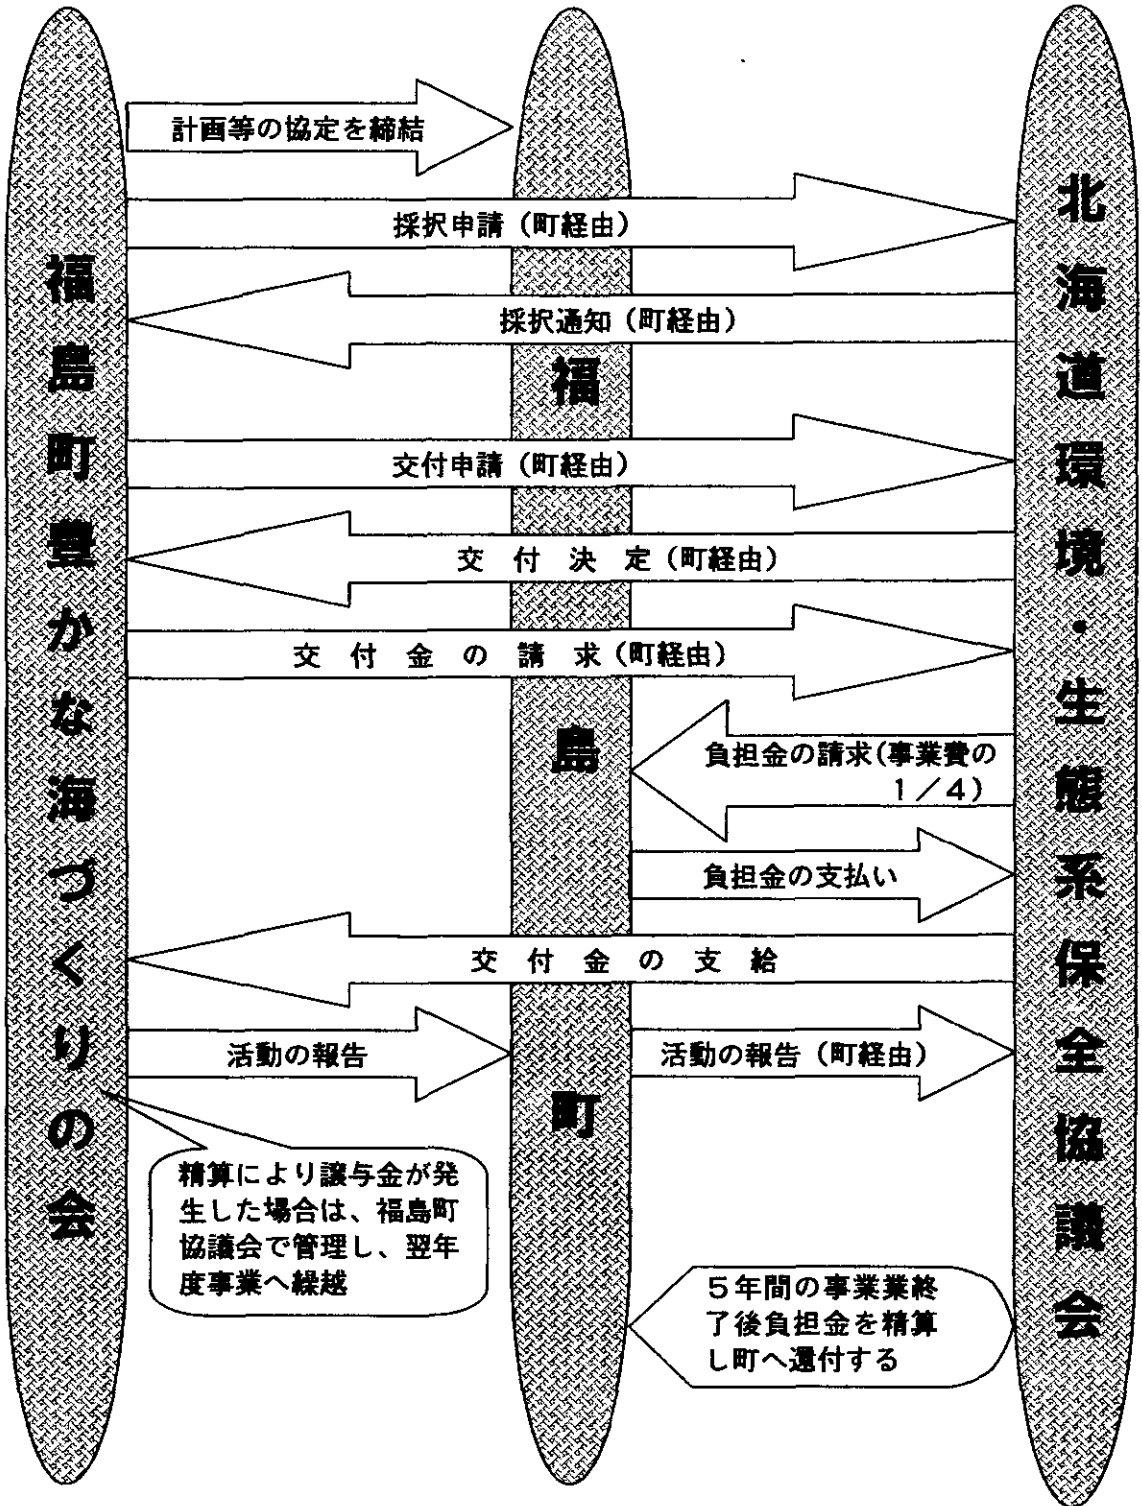 福島町豊かな海づくりの会
福島町
北海道環境・生態系保全協議会
計画等の協定を締結
採択申請（町経由）
採択通知（町経由）
交付申請（町経由）
交付決定（町経由）
交付金の請求（町経由）
負担金の請求（事業費の
１／４）
負担金の支払い
交付金の支給
活動の報告
活動の報告（町経由）
精算により譲与金が発
生した場合は、福島町
協議会で管理し、翌年
度事業へ繰越
５年間の事業業終
了後負担金を精算
し町へ還付する